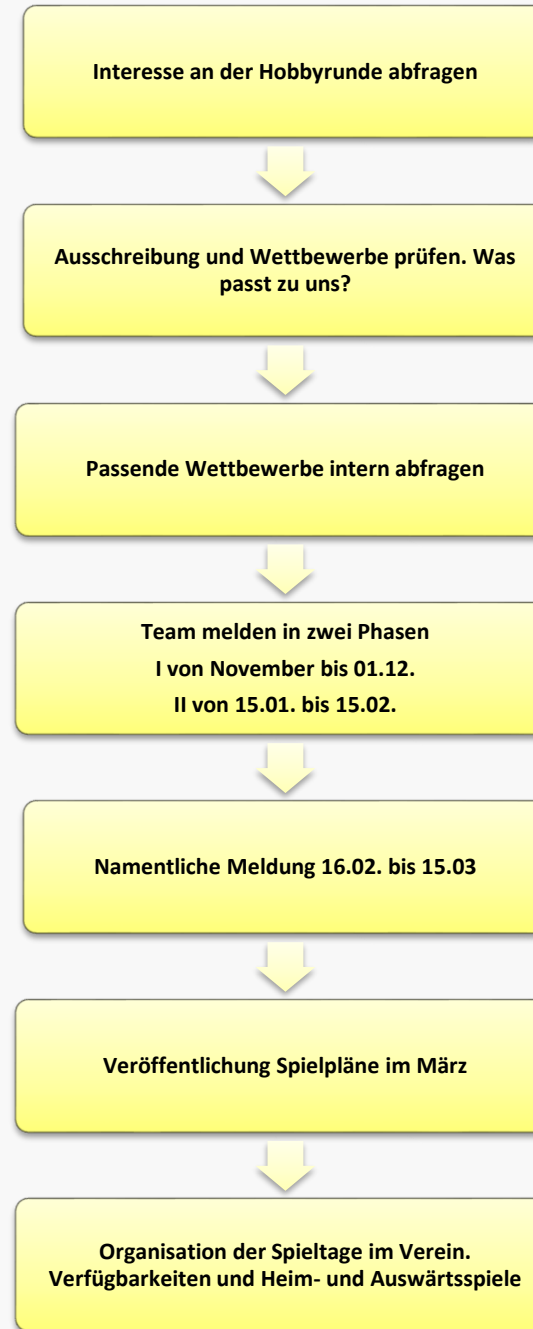 Interesse an der Hobbyrunde abfragen
Ausschreibung und Wettbewerbe prüfen. Was
passt zu uns?
Passende Wettbewerbe intern abfragen
Team melden in zwei Phasen
I von November bis 01.12.
II von 15.01. bis 15.02.
Namentliche Meldung 16.02. bis 15.03
Veröffentlichung Spielpläne im März
Organisation der Spieltage im Verein.
Verfügbarkeiten und Heim- und Auswärtsspiele